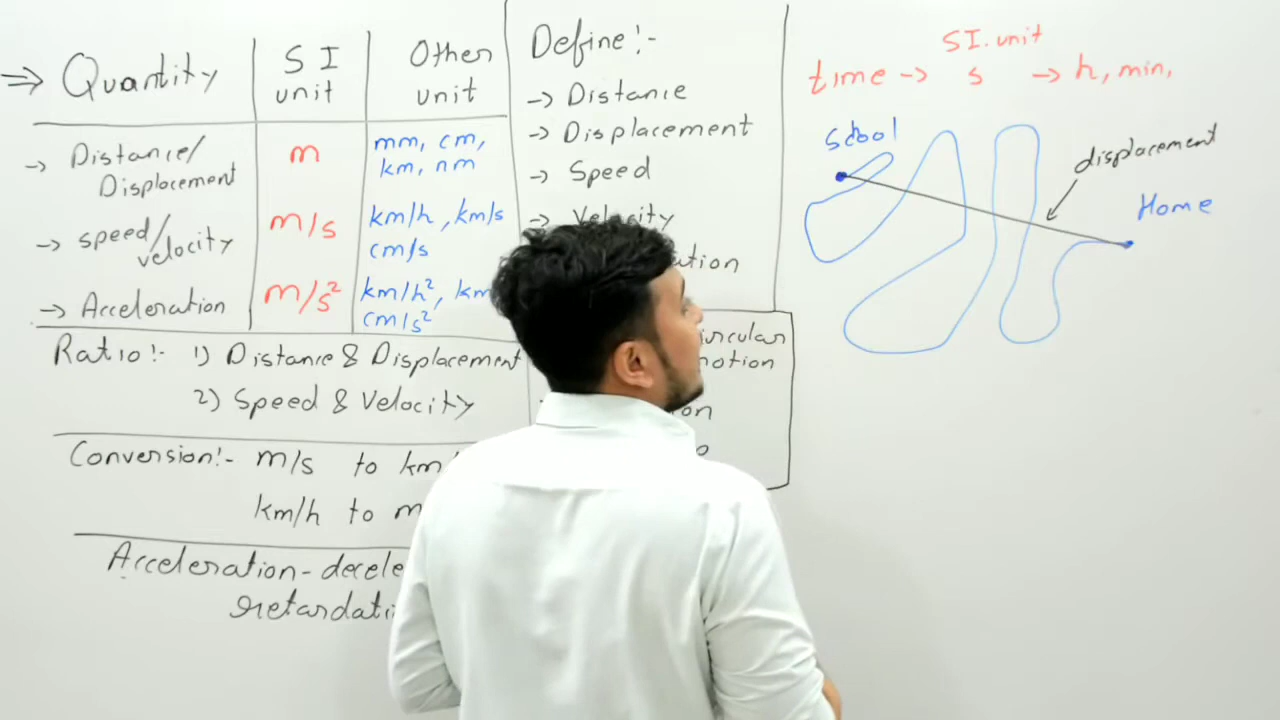 ⇒ Quantity
SI unit
Other unit
→ Distance/
Displacement
m
mm, cm,
km, nm
→ speed/
velocity
m/s
km/h, km/s
cm/s
→ Acceleration
m/s²
km/h², km
cm/s²
Ratio:- 1) Distance & Displacement
2) Speed & Velocity
Conversion:- m/s to km/
km/h to m
Acceleration - decele
retardati
Define:-
→ Distance
→ Displacement
→ Speed
→ Velocity
ircular
motion
SI. unit
time → s → h, min,
School
displacement
Home